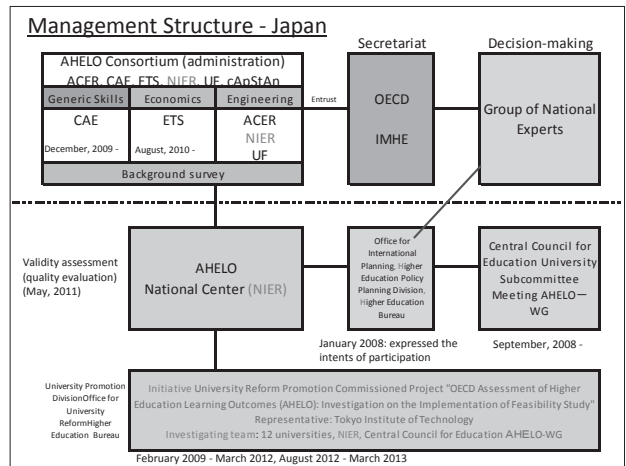 Management Structure - Japan
AHELO Consortium (administration)
ACER, CAE, ETS, NIER, UF, cApStAn
Generic Skills
Economics
Engineering
CAE
December, 2009 -
ETS
August, 2010 -
ACER
NIER
UF
Background survey
Entrust
Secretariat
OECD
IMHE
Decision-making
Group of National
Experts
Validity assessment
(quality evaluation)
(May, 2011)
AHELO
National Center (NIER)
Office for
International
Planning, Higher
Education Policy
Planning Division,
Higher Education
Bureau
January 2008: expressed the
intents of participation
Central Council for
Education University
Subcommittee
Meeting AHELO—
WG
September, 2008 -
University Promotion
DivisionOffice for
University
ReformHigher
Education Bureau
Initiative University Reform Promotion Commissioned Project "OECD Assessment of Higher
Education Learning Outcomes (AHELO): Investigation on the Implementation of Feasibility Study"
Representative: Tokyo Institute of Technology
Investigating team: 12 universities, NIER, Central Council for Education AHELO-WG
February 2009 - March 2012, August 2012 - March 2013